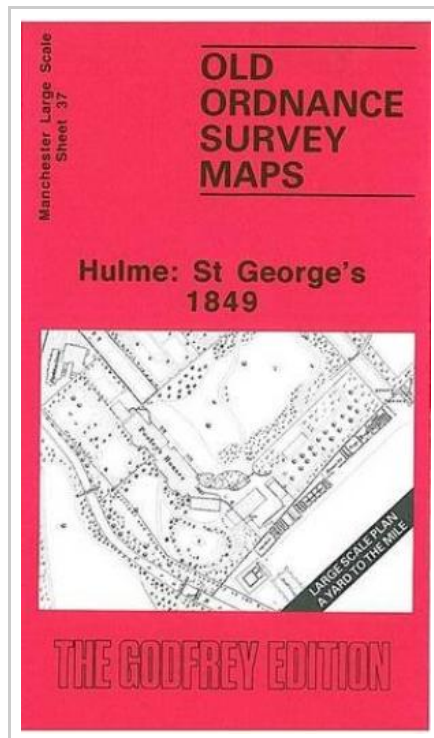 Manchester Large Scale
Sheet 37
OLD
ORDNANCE
SURVEY
MAPS
Hulme: St George's
1849
LARGE SCALE PLAN
A YARD TO THE MILE
THE GODFREY EDITION